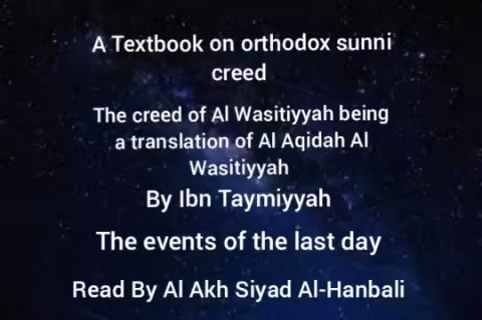 A Textbook on orthodox sunni
creed
The creed of Al Wasitiyyah being
a translation of Al Aqidah Al
Wasitiyyah
By Ibn Taymiyyah
The events of the last day
Read By Al Akh Siyad Al-Hanbali